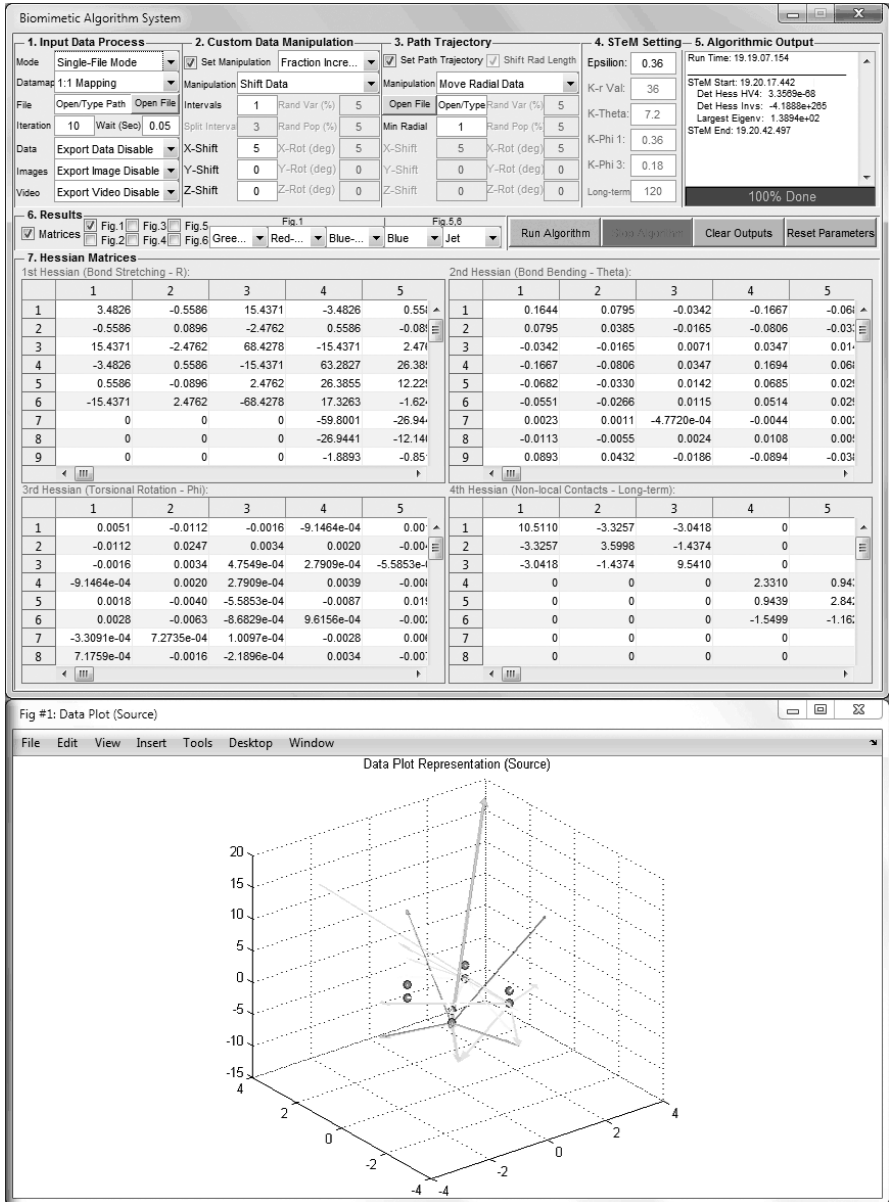 Biomimetic Algorithm System
1. Input Data Process
Mode Single-File Mode
Datamap 1:1 Mapping
File Open/Type Path Open File
Iteration 10 Wait (Sec) 0.05
Data Export Data Disable
Images Export Image Disable
Video Export Video Disable
2. Custom Data Manipulation
Set Manipulation Fraction Incre...
Manipulation Shift Data
Intervals 1 Rand Var (%) 5
Split Interval 3 Rand Pop (%) 5
X-Shift 5 X-Rot (deg) 5
Y-Shift 0 Y-Rot (deg) 0
Z-Shift 0 Z-Rot (deg) 0
3. Path Trajectory
Set Path Trajectory Shift Rad Length
Manipulation Move Radial Data
Open File Open/Type Rand Var (%) 5
Min Radial 1 Rand Pop (%) 5
X-Shift 5 X-Rot (deg) 5
Y-Shift 0 Y-Rot (deg) 0
Z-Shift 0 Z-Rot (deg) 0
4. STeM Setting
Epsilon: 0.36
K-r Val: 36
K-Theta: 7.2
K-Phi 1: 0.36
K-Phi 3: 0.18
Long-term 120
5. Algorithmic Output
Run Time: 19.19.07.154
STeM Start: 19.20.17.442
Det Hess HV4: 3.3569e-68
Det Hess Invs: -4.1888e+265
Largest Eigenv: 1.3894e+02
STeM End: 19.20.42.497
100% Done
6. Results
Matrices Fig.1 Fig.3 Fig.5
Fig.2 Fig.4 Fig.6
Fig.1 Fig.5,6
Gree... Red-... Blue-... Blue Jet
Run Algorithm Clear Outputs Reset Parameters
7. Hessian Matrices
1st Hessian (Bond Stretching - R):
1 2 3 4 5
1 3.4826 -0.5586 15.4371 -3.4826
2 -0.5586 0.0896 -2.4762 0.5586
3 15.4371 -2.4762 68.4278 -15.4371
4 -3.4826 0.5586 -15.4371 63.2827
5 0.5586 -0.0896 2.4762 26.3855
6 -15.4371 2.4762 -68.4278 17.3263
7 0 0 0 -59.8001
8 0 0 0 -26.9441
9 0 0 0 -1.8893
2nd Hessian (Bond Bending - Theta):
1 2 3 4 5
1 0.1644 0.0795 -0.0342 -0.1667
2 0.0795 0.0385 -0.0165 -0.0806
3 -0.0342 -0.0165 0.0071 0.0347
4 -0.1667 -0.0806 0.0347 0.1694
5 -0.0682 -0.0330 0.0142 0.0685
6 -0.0551 -0.0266 0.0115 0.0514
7 0.0023 0.0011 -4.7720e-04 -0.0044
8 -0.0113 -0.0055 0.0024 0.0108
9 0.0893 0.0432 -0.0186 -0.0894
3rd Hessian (Torsional Rotation - Phi):
1 2 3 4 5
1 0.0051 -0.0112 -0.0016 -9.1464e-04
2 -0.0112 0.0247 0.0034 0.0020
3 -0.0016 0.0034 4.7549e-04 2.7909e-04
4 -9.1464e-04 0.0020 2.7909e-04 0.0039
5 0.0018 -0.0040 -5.5853e-04 -0.0087
6 0.0028 -0.0063 -8.6829e-04 9.6156e-04
7 -3.3091e-04 7.2735e-04 1.0097e-04 -0.0028
8 7.1759e-04 -0.0016 -2.1896e-04 0.0034
4th Hessian (Non-local Contacts - Long-term):
1 2 3 4 5
1 10.5110 -3.3257 -3.0418 0
2 -3.3257 3.5998 -1.4374 0
3 -3.0418 -1.4374 9.5410 0
4 0 0 0 2.3310
5 0 0 0 0.9439
6 0 0 0 -1.5499
7 0 0 0 0
8 0 0 0 0
Fig #1: Data Plot (Source)
File Edit View Insert Tools Desktop Window
Data Plot Representation (Source)
20
15
10
5
0
-5
-10
-15
4
2
0
-2
-4
-4
-2
0
2
4